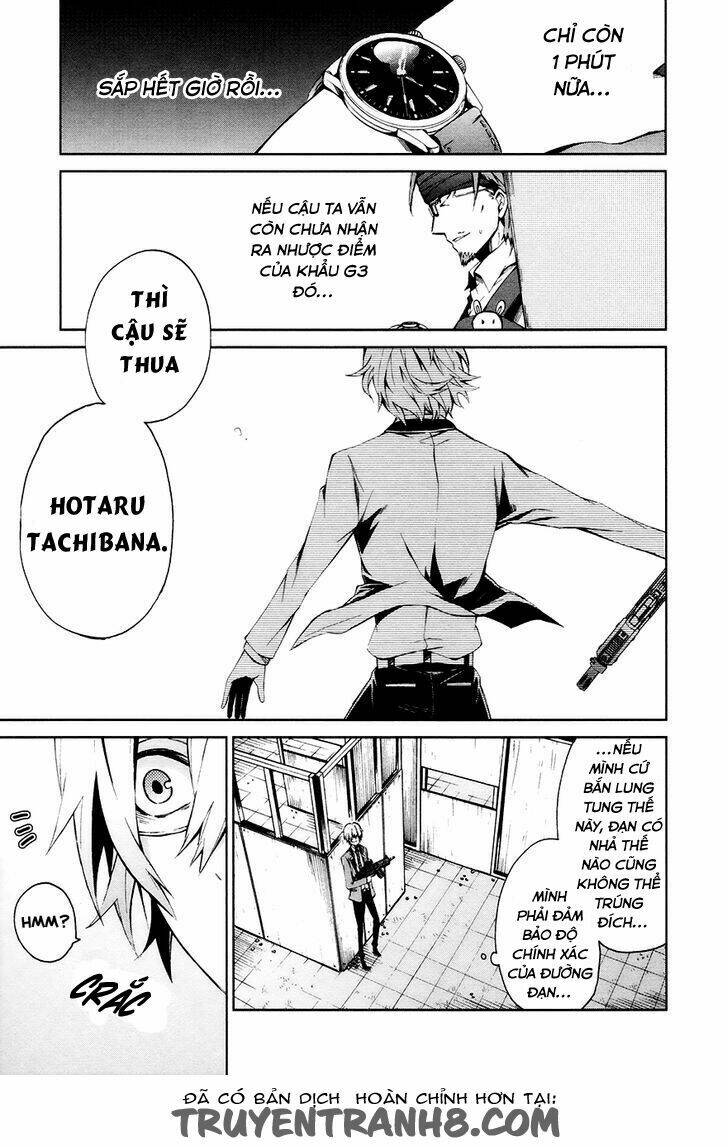 CHỈ CÒN
1 PHÚT
NỮA...
SẮP HẾT GIỜ RỒI...
NẾU CẬU TA VẪN
CÒN CHƯA NHẬN
RA NHƯỢC ĐIỂM
CỦA KHẨU G3
ĐÓ...
THÌ
CẬU SẼ
THUA
HOTARU
TACHIBANA.
...NẾU
MÌNH CỨ
BẮN LUNG
TUNG THẾ
NÀY, ĐẠN CÓ
NHẢ THẾ
NÀO CŨNG
KHÔNG THỂ
TRÚNG
ĐÍCH...
MÌNH
PHẢI ĐẢM
BẢO ĐỘ
CHÍNH XÁC
CỦA ĐƯỜNG
ĐẠN...
HMM?
CRẮC
ĐÃ CÓ BẢN DỊCH HOÀN CHỈNH HƠN TẠI:
TRUYENTRANH8.COM